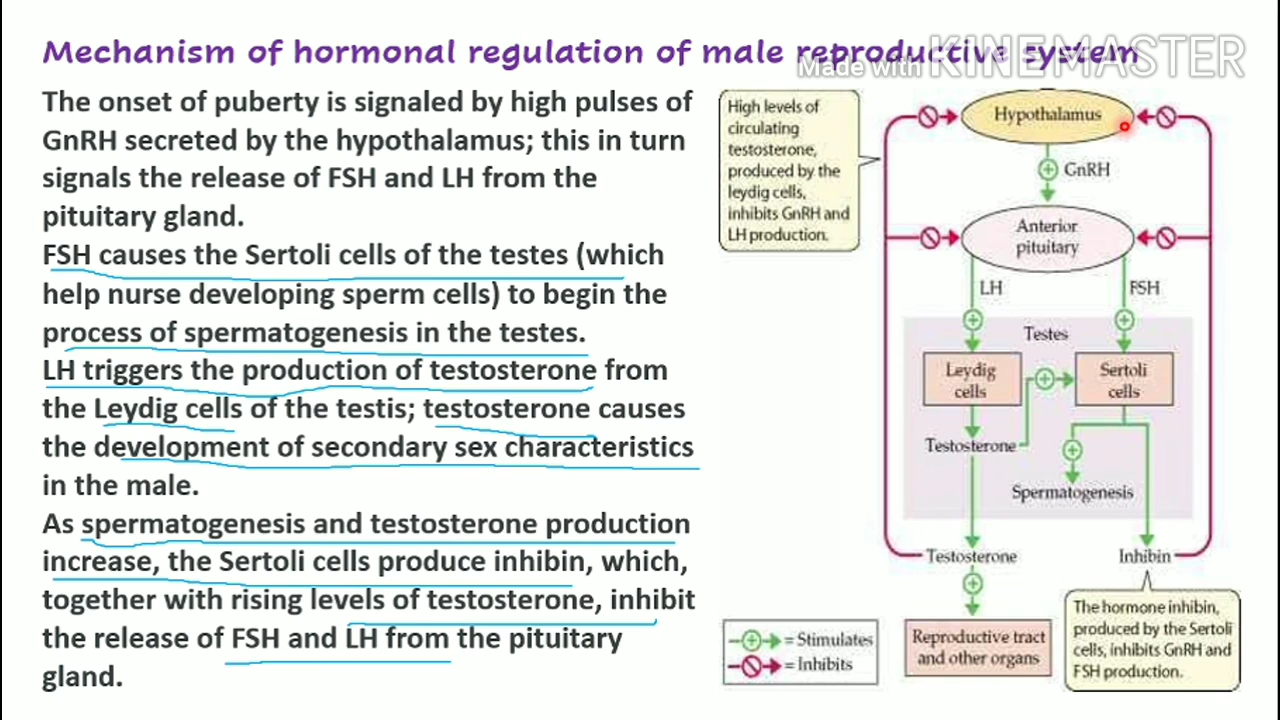 Mechanism of hormonal regulation of male reproductive system
Made with KINEMASTER
The onset of puberty is signaled by high pulses of
GnRH secreted by the hypothalamus; this in turn
signals the release of FSH and LH from the
pituitary gland.
FSH causes the Sertoli cells of the testes (which
help nurse developing sperm cells) to begin the
process of spermatogenesis in the testes.
LH triggers the production of testosterone from
the Leydig cells of the testis; testosterone causes
the development of secondary sex characteristics
in the male.
As spermatogenesis and testosterone production
increase, the Sertoli cells produce inhibin, which,
together with rising levels of testosterone, inhibit
the release of FSH and LH from the pituitary
gland.
High levels of
circulating
testosterone,
produced by the
leydig cells,
inhibits GnRH and
LH production.
Hypothalamus
GnRH
Anterior
pituitary
LH
FSH
Testes
Leydig
cells
Sertoli
cells
Testosterone
Spermatogenesis
Testosterone
Inhibin
Reproductive tract
and other organs
The hormone inhibin,
produced by the Sertoli
cells, inhibits GnRH and
FSH production.
= Stimulates
= Inhibits